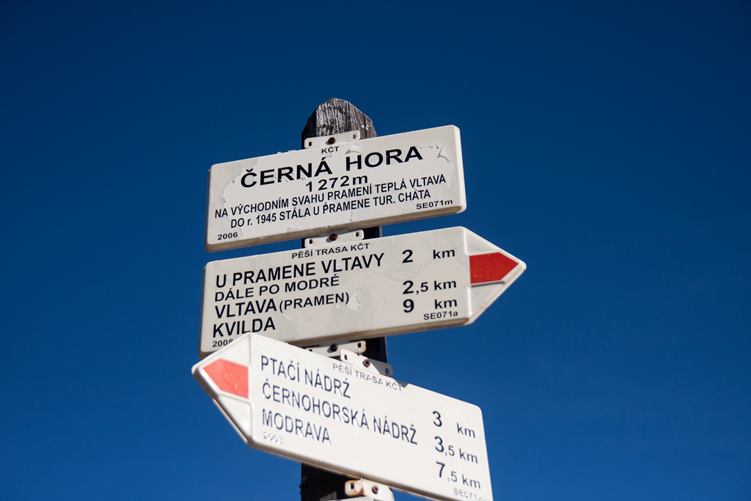 KČT
ČERNÁ HORA
1272m
NA VÝCHODNÍM SVAHU PRAMENÍ TEPLÁ VLTAVA
DO r. 1945 STÁLA U PRAMENE TUR. CHATA
2006 SE071m
PĚŠÍ TRASA KČT
U PRAMENE VLTAVY 2 km
DÁLE PO MODRÉ
VLTAVA (PRAMEN) 2,5 km
KVILDA 9 km
2008 SE071a
PĚŠÍ TRASA KČT
PTAČÍ NÁDRŽ 3 km
ČERNOHORSKÁ NÁDRŽ 3,5 km
MODRAVA 7,5 km